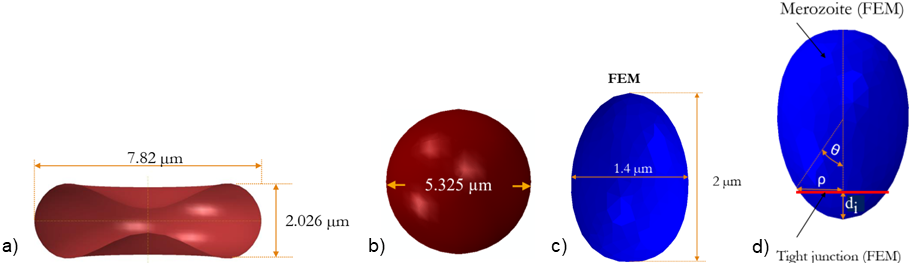 a)
7.82 µm
2.026 µm
b)
5.325 µm
c)
FEM
1.4 µm
2 µm
d)
Merozoite (FEM)
θ
ρ
di
Tight junction (FEM)